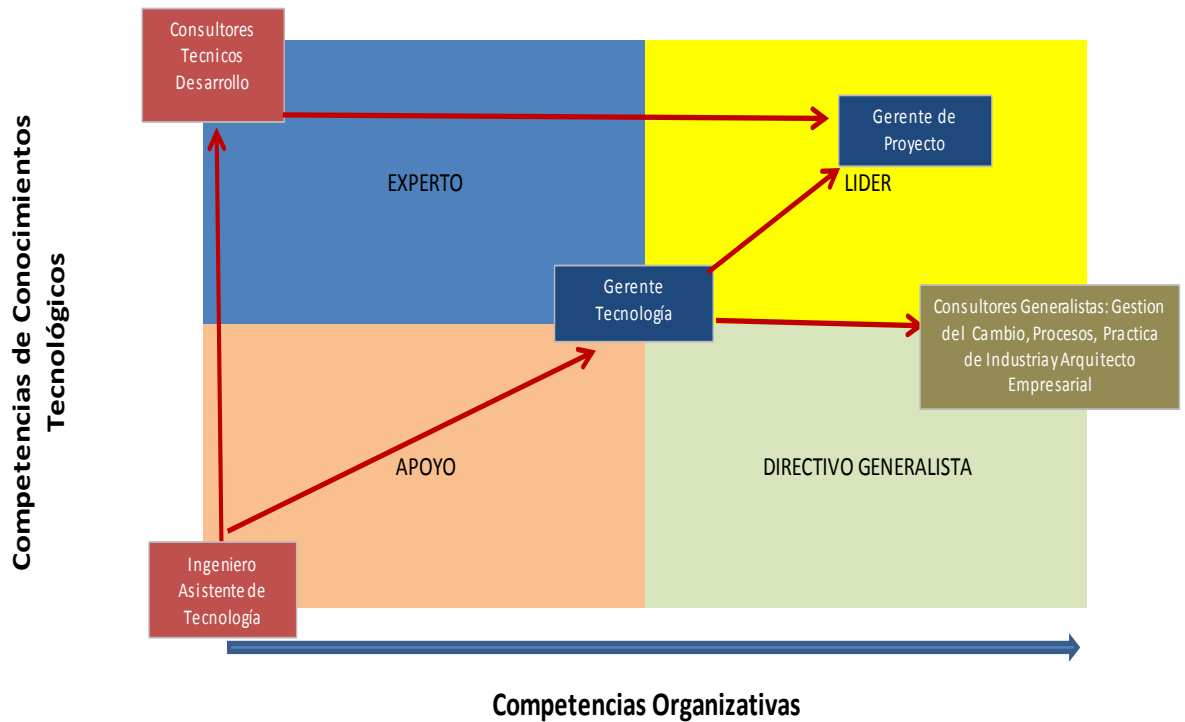 Competencias de Conocimientos
Tecnológicos
Consultores
Tecnicos
Desarrollo
Gerente de
Proyecto
EXPERTO
LIDER
Gerente
Tecnología
Consultores Generalistas: Gestion
del Cambio, Procesos, Practica
de Industria y Arquitecto
Empresarial
APOYO
DIRECTIVO GENERALISTA
Ingeniero
Asistente de
Tecnología
Competencias Organizativas